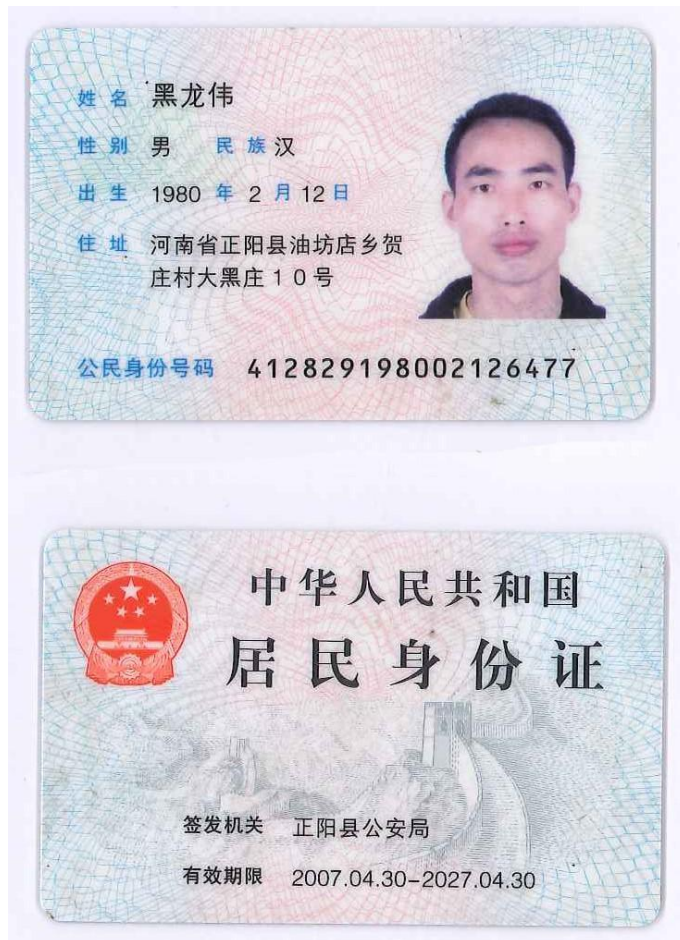 姓名 黑龙伟
性别 男 民族 汉
出生 1980 年 2 月 12 日
住址 河南省正阳县油坊店乡贺
庄村大黑庄10号
公民身份号码 412829198002126477
中华人民共和国
居民身份证
签发机关 正阳县公安局
有效期限 2007.04.30-2027.04.30